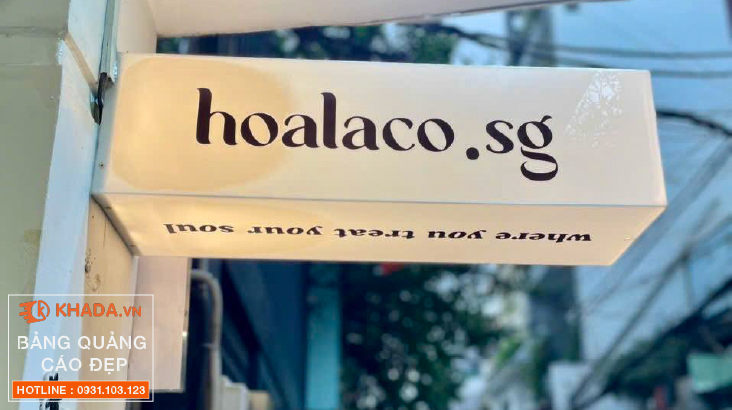 hoalaco.sg
where you treat your soul
KHADA.VN
BẢNG QUẢNG
CÁO ĐẸP
HOTLINE : 0931.103.123